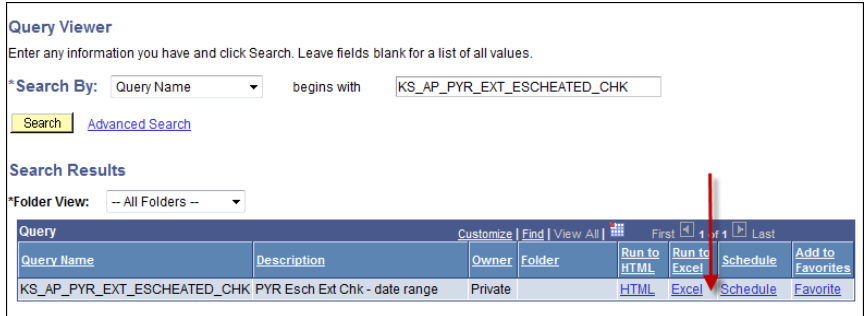 Query Viewer
Enter any information you have and click Search. Leave fields blank for a list of all values.
*Search By: Query Name begins with KS_AP_PYR_EXT_ESCHEATED_CHK
Search Advanced Search
Search Results
*Folder View: -- All Folders --
Query Customize | Find | View All | First 1 of 1 Last
Query Name Description Owner Folder Run to HTML Run to Excel Schedule Add to Favorites
KS_AP_PYR_EXT_ESCHEATED_CHK PYR Esch Ext Chk - date range Private HTML Excel Schedule Favorite